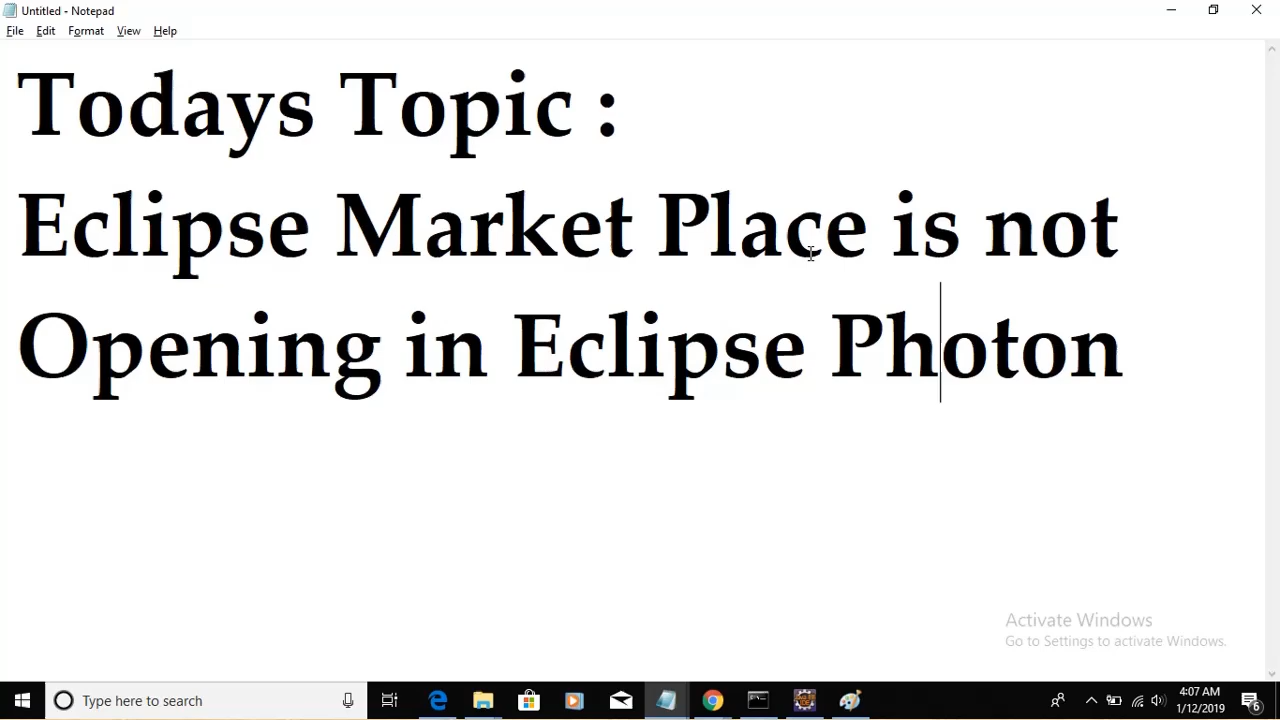 Untitled - Notepad
File Edit Format View Help
Todays Topic :
Eclipse Market Place is not
Opening in Eclipse Photon
Activate Windows
Go to Settings to activate Windows.
Type here to search
4:07 AM
1/12/2019
6